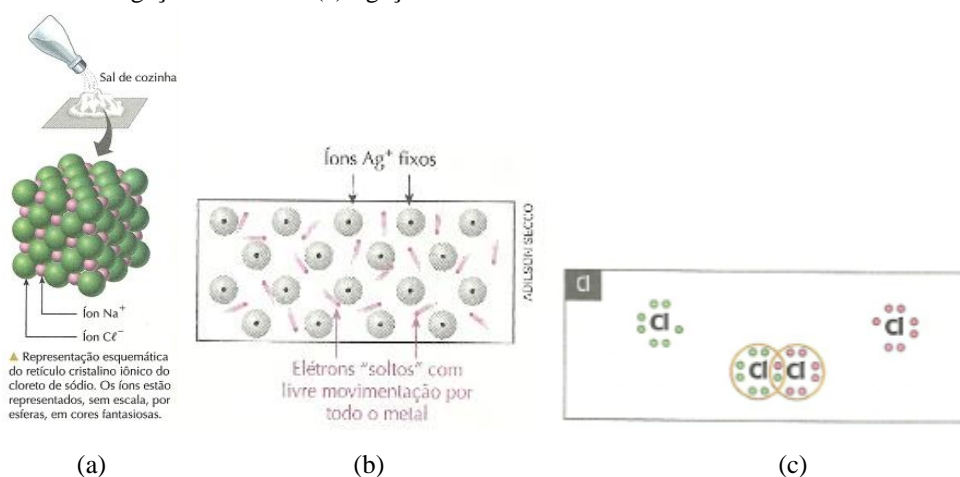 Sal de cozinha
Íon Na⁺
Íon Cℓ⁻
▲ Representação esquemática
do retículo cristalino iônico do
cloreto de sódio. Os íons estão
representados, sem escala, por
esferas, em cores fantasiosas.
(a)
Íons Ag⁺ fixos
ADILSON SECCO
Elétrons "soltos" com
livre movimentação por
todo o metal
(b)
Cl
Cl
Cl
Cl Cl
(c)